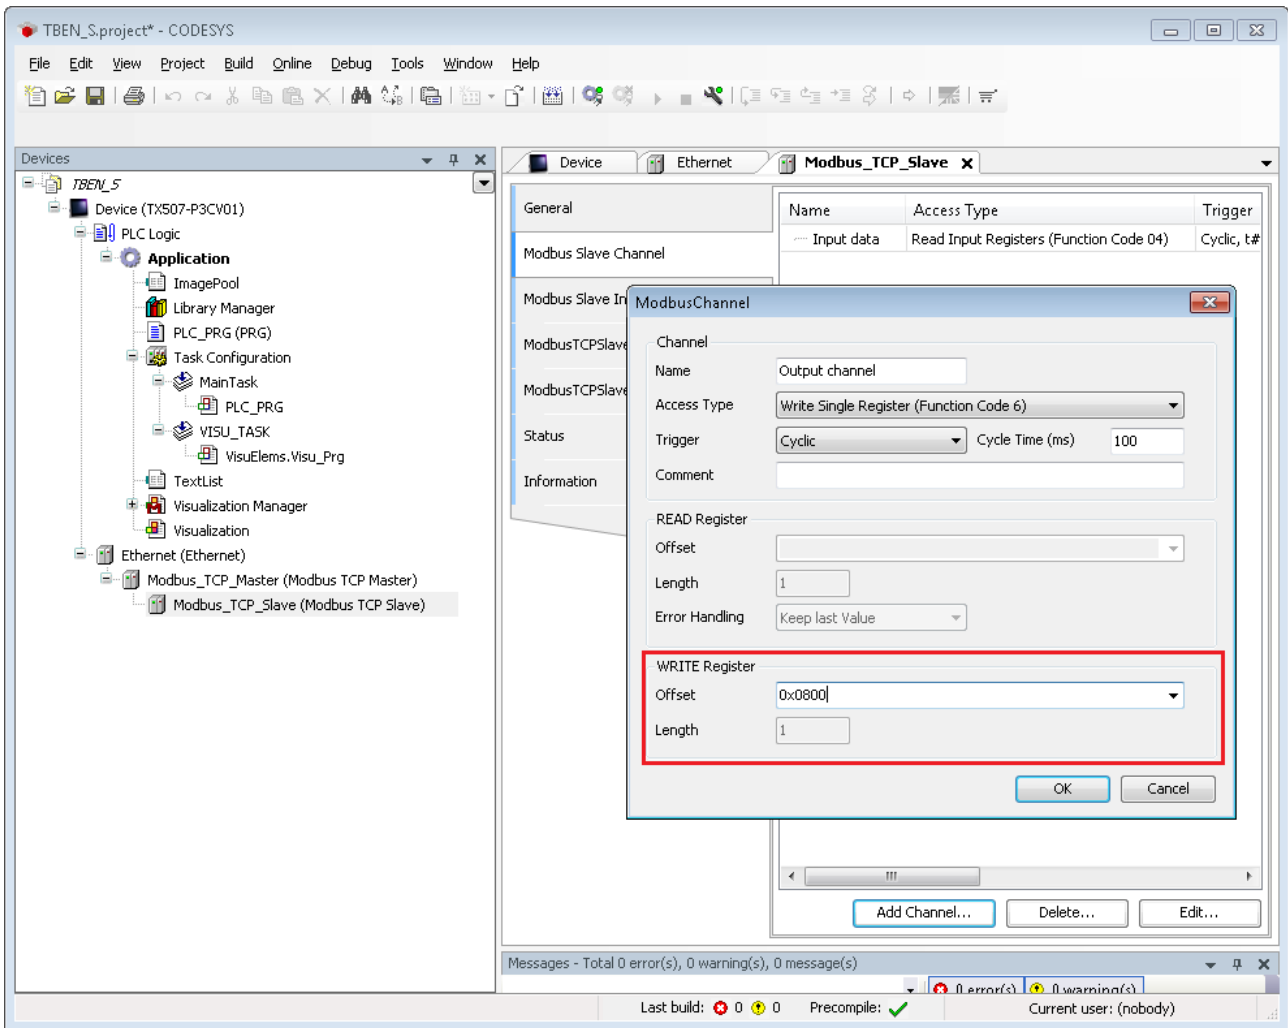 TBEN_S.project* - CODESYS
File Edit View Project Build Online Debug Tools Window Help
Devices
TBEN_S
Device (TX507-P3CV01)
PLC Logic
Application
ImagePool
Library Manager
PLC_PRG (PRG)
Task Configuration
MainTask
PLC_PRG
VISU_TASK
VisuElems.Visu_Prg
TextList
Visualization Manager
Visualization
Ethernet (Ethernet)
Modbus_TCP_Master (Modbus TCP Master)
Modbus_TCP_Slave (Modbus TCP Slave)
Device Ethernet Modbus_TCP_Slave
General
Modbus Slave Channel
Modbus Slave In
ModbusTCPSlave
ModbusTCPSlave
Status
Information
Name Access Type Trigger
Input data Read Input Registers (Function Code 04) Cyclic, t#
ModbusChannel
Channel
Name Output channel
Access Type Write Single Register (Function Code 6)
Trigger Cyclic Cycle Time (ms) 100
Comment
READ Register
Offset
Length 1
Error Handling Keep last Value
WRITE Register
Offset 0x0800
Length 1
OK Cancel
Add Channel... Delete... Edit...
Messages - Total 0 error(s), 0 warning(s), 0 message(s)
0 error(s) 0 warning(s)
Last build: 0 0 Precompile: Current user: (nobody)